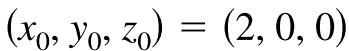 (x₀, y₀, z₀) = (2, 0, 0)